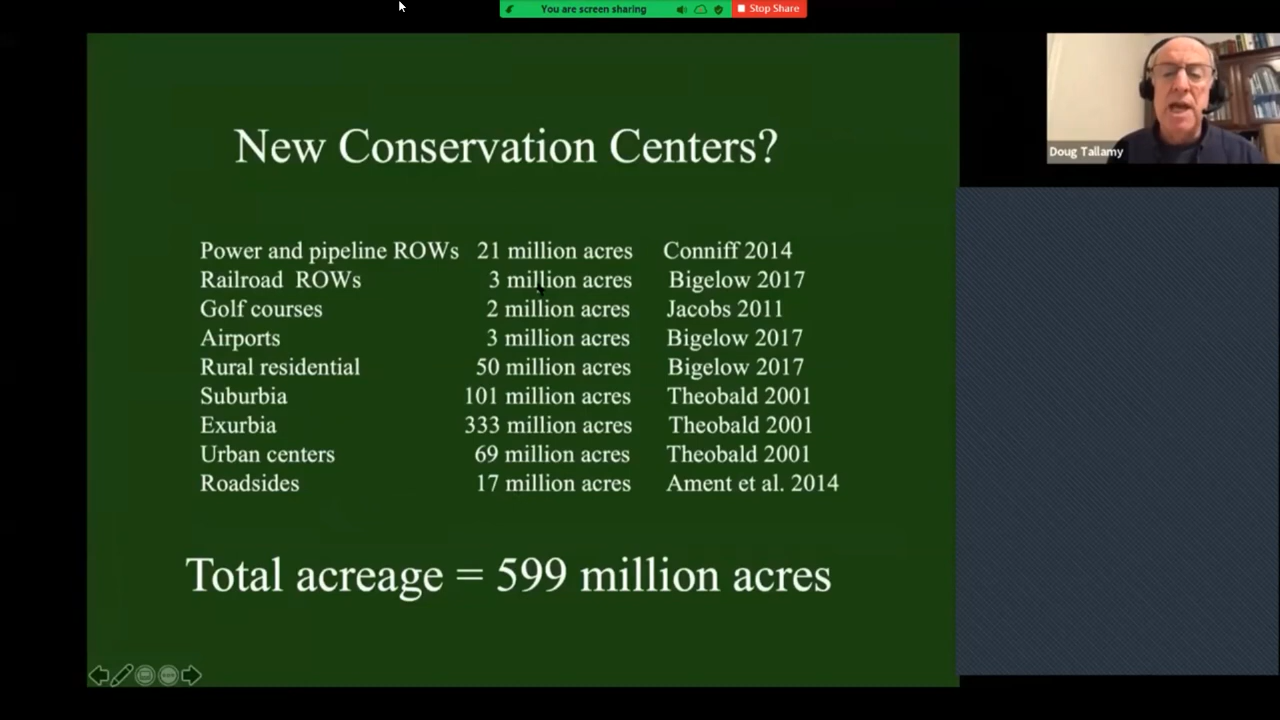 You are screen sharing
Stop Share
Doug Tallamy
New Conservation Centers?
Power and pipeline ROWs 21 million acres Conniff 2014
Railroad ROWs 3 million acres Bigelow 2017
Golf courses 2 million acres Jacobs 2011
Airports 3 million acres Bigelow 2017
Rural residential 50 million acres Bigelow 2017
Suburbia 101 million acres Theobald 2001
Exurbia 333 million acres Theobald 2001
Urban centers 69 million acres Theobald 2001
Roadsides 17 million acres Ament et al. 2014
Total acreage = 599 million acres